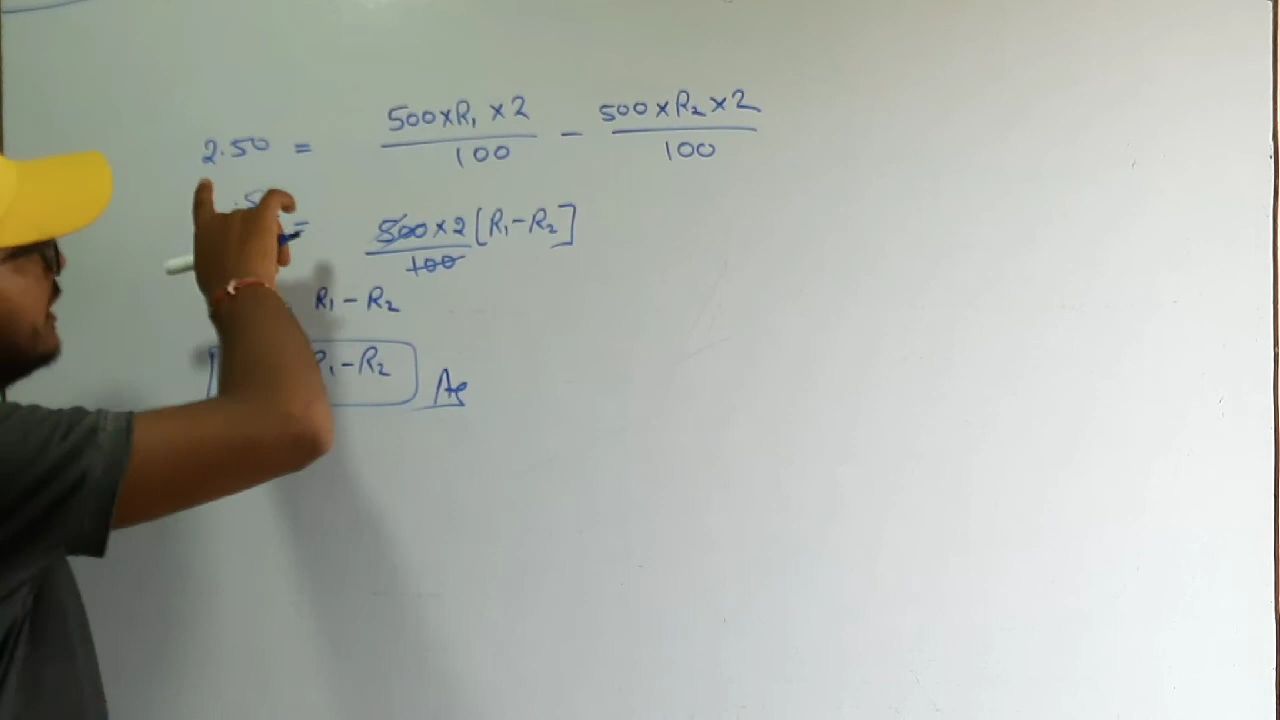 2.50 = 500×R₁×2/100 − 500×R₂×2/100
= 500×2/100 [R₁−R₂]
R₁−R₂
R₁−R₂